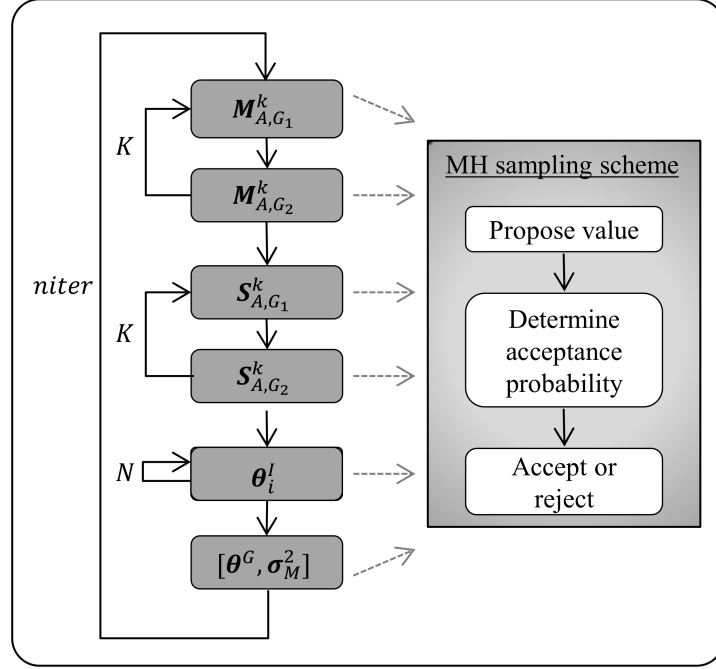 M^k_{A,G_1}
K
M^k_{A,G_2}
niter
S^k_{A,G_1}
K
S^k_{A,G_2}
N
θ^I_i
[θ^G, σ^2_M]
MH sampling scheme
Propose value
Determine
acceptance
probability
Accept or
reject